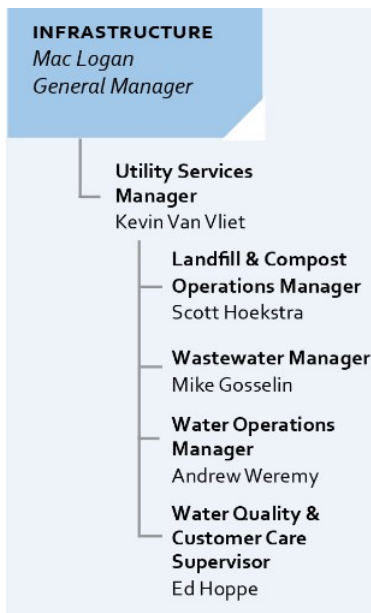 INFRASTRUCTURE
Mac Logan
General Manager
Utility Services
Manager
Kevin Van Vliet
Landfill & Compost
Operations Manager
Scott Hoekstra
Wastewater Manager
Mike Gosselin
Water Operations
Manager
Andrew Weremy
Water Quality &
Customer Care
Supervisor
Ed Hoppe